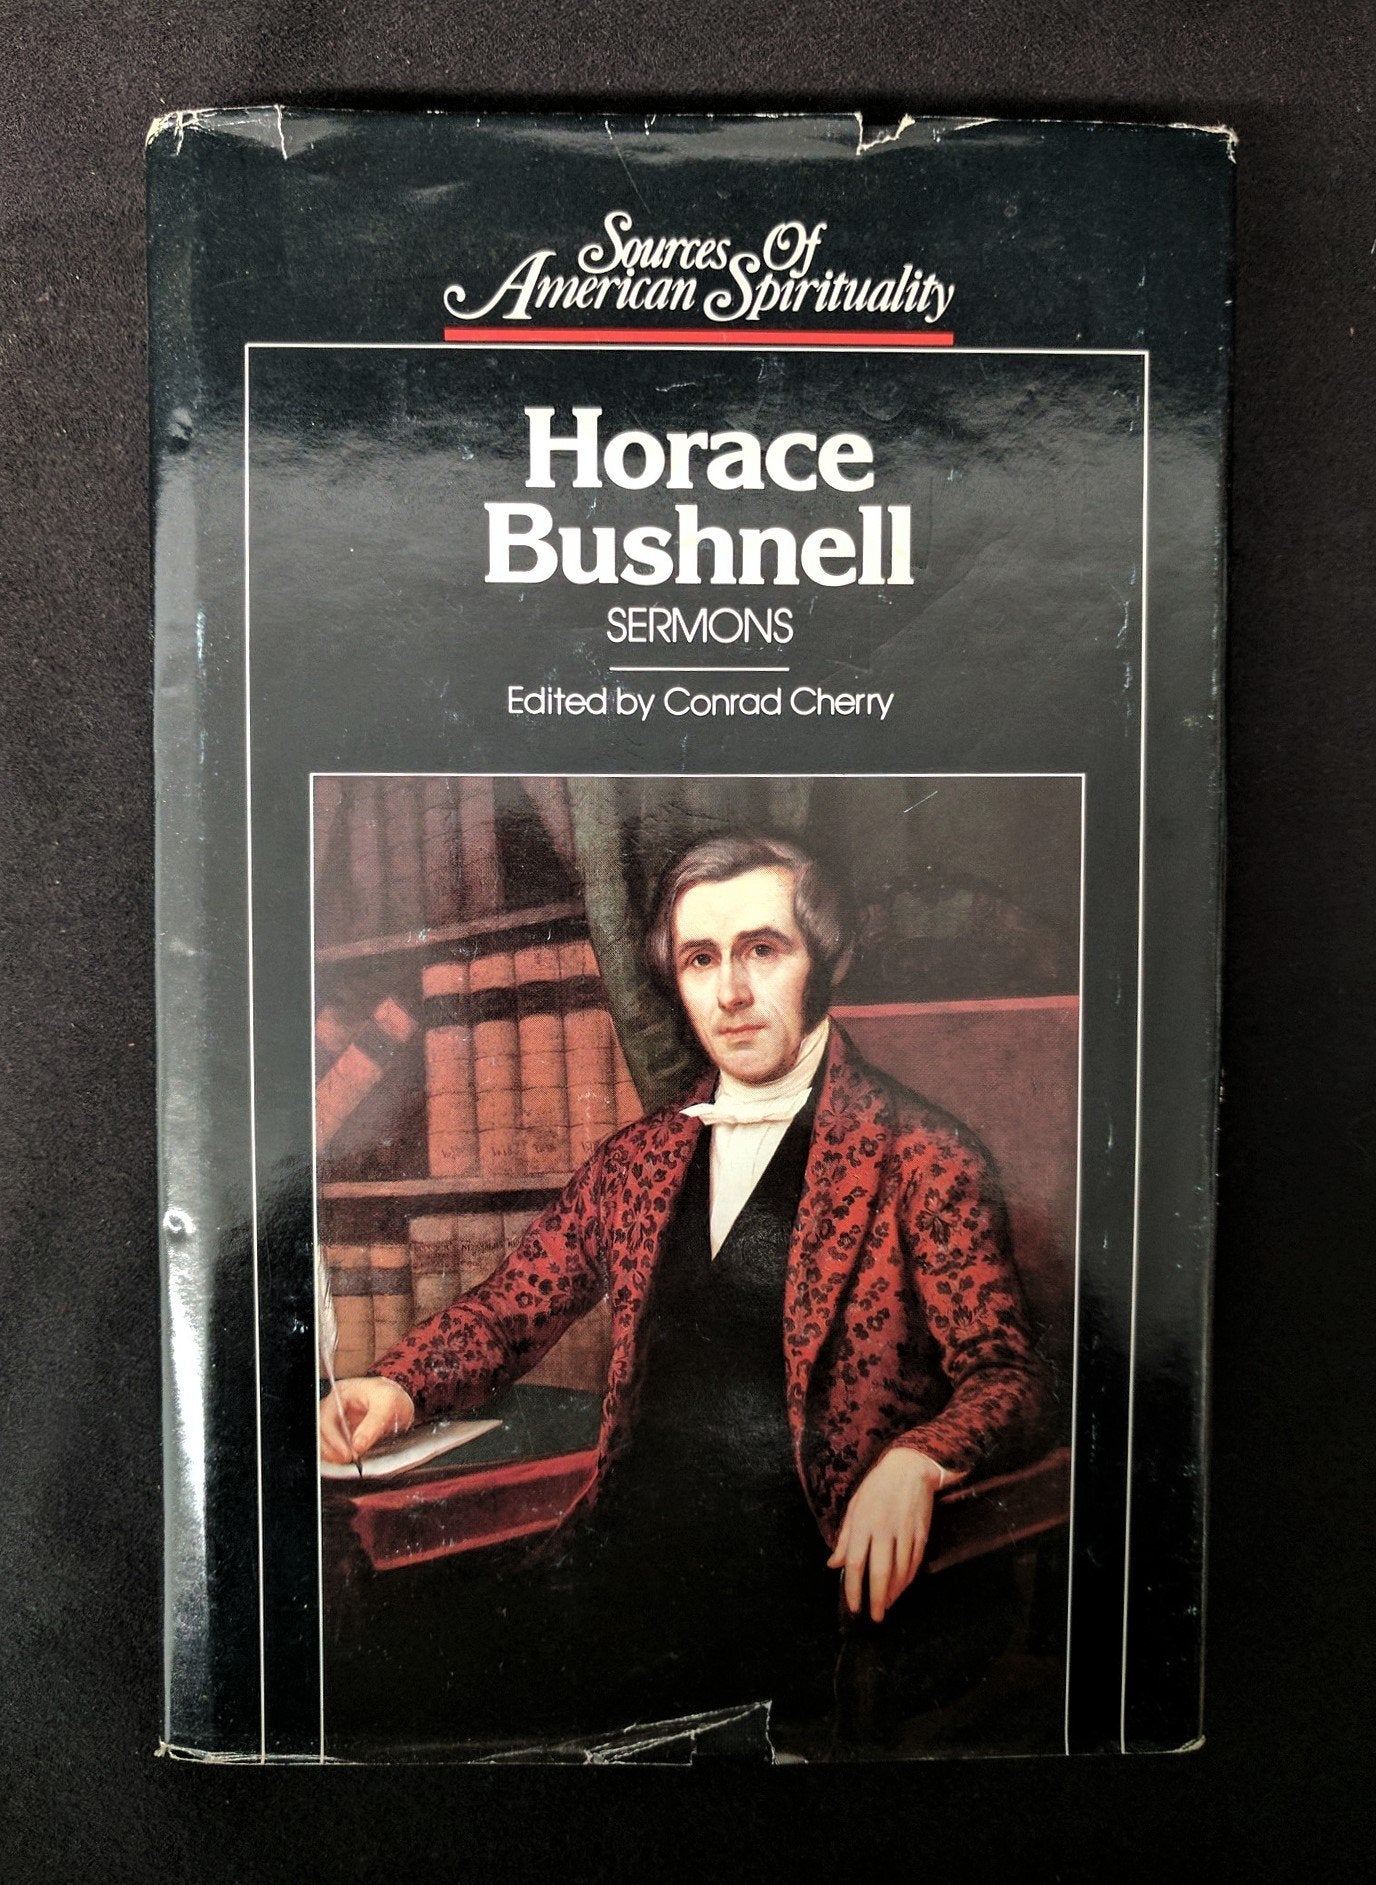 Sources Of
American Spirituality
Horace
Bushnell
SERMONS
Edited by Conrad Cherry